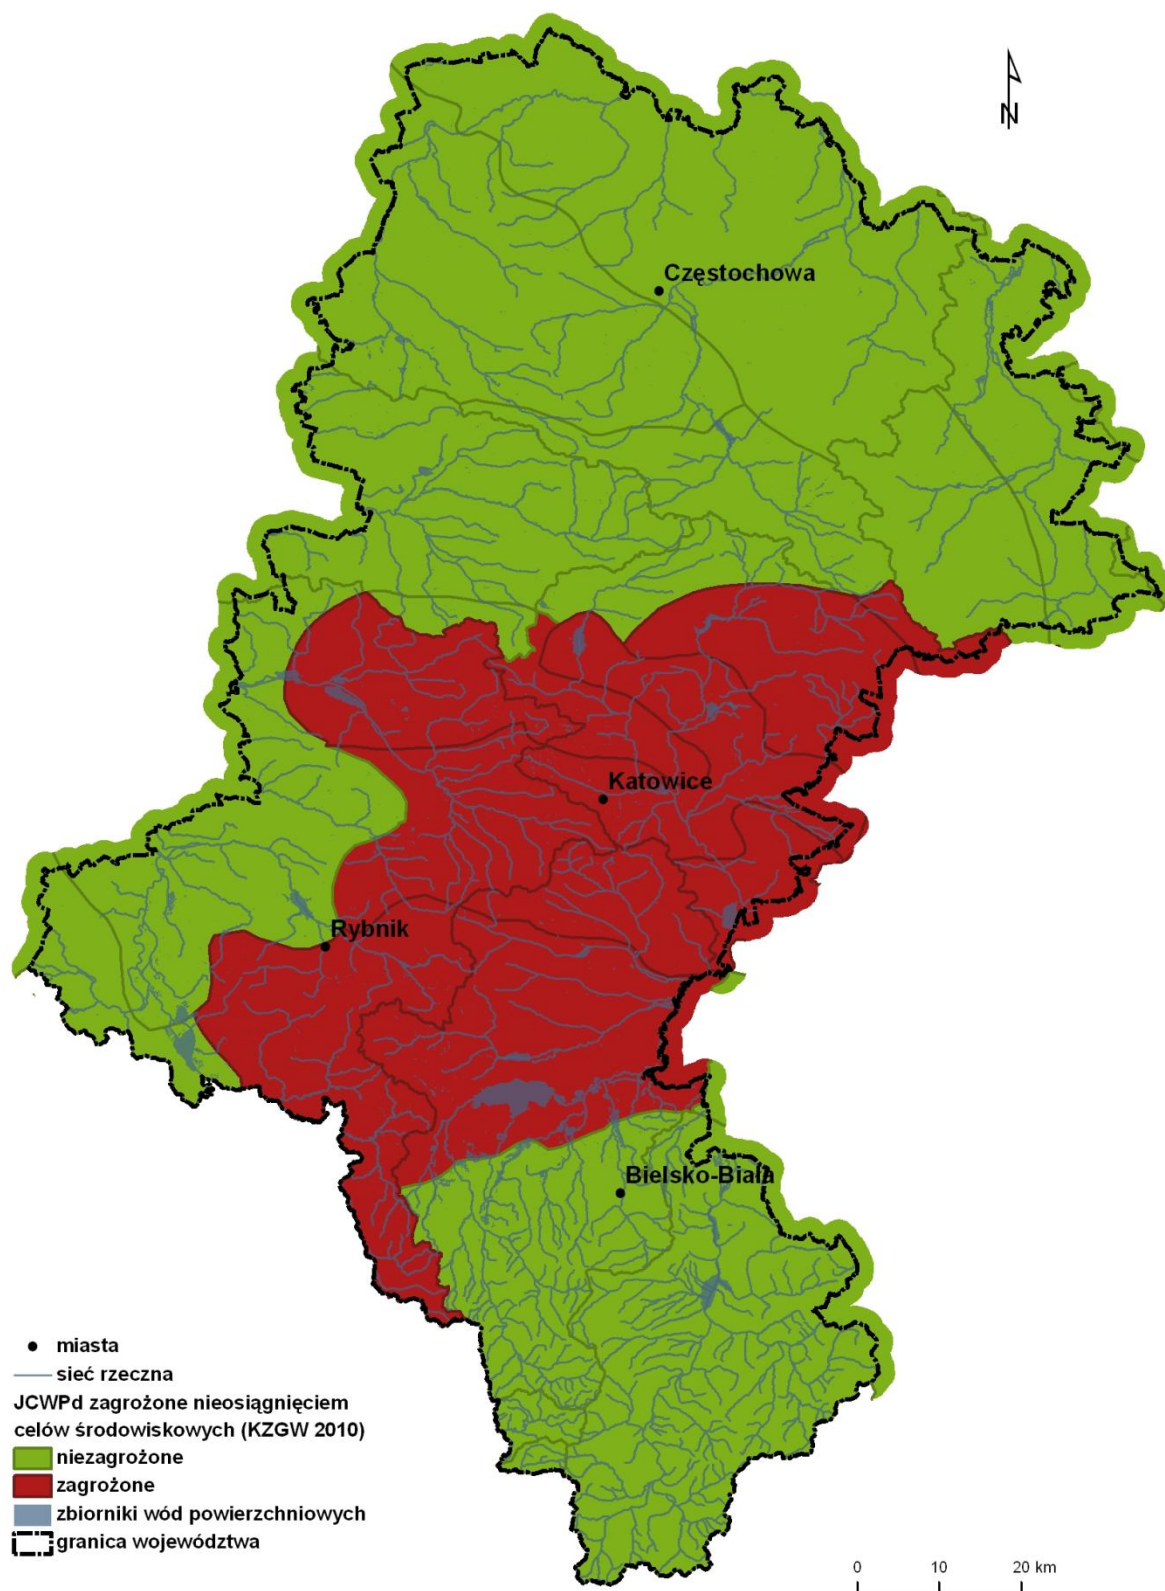 N
Częstochowa
Katowice
Rybnik
Bielsko-Biała
miasta
sieć rzeczna
JCWPd zagrożone nieosiągnięciem
celów środowiskowych (KZGW 2010)
niezagrożone
zagrożone
zbiorniki wód powierzchniowych
granica województwa
0 10 20 km